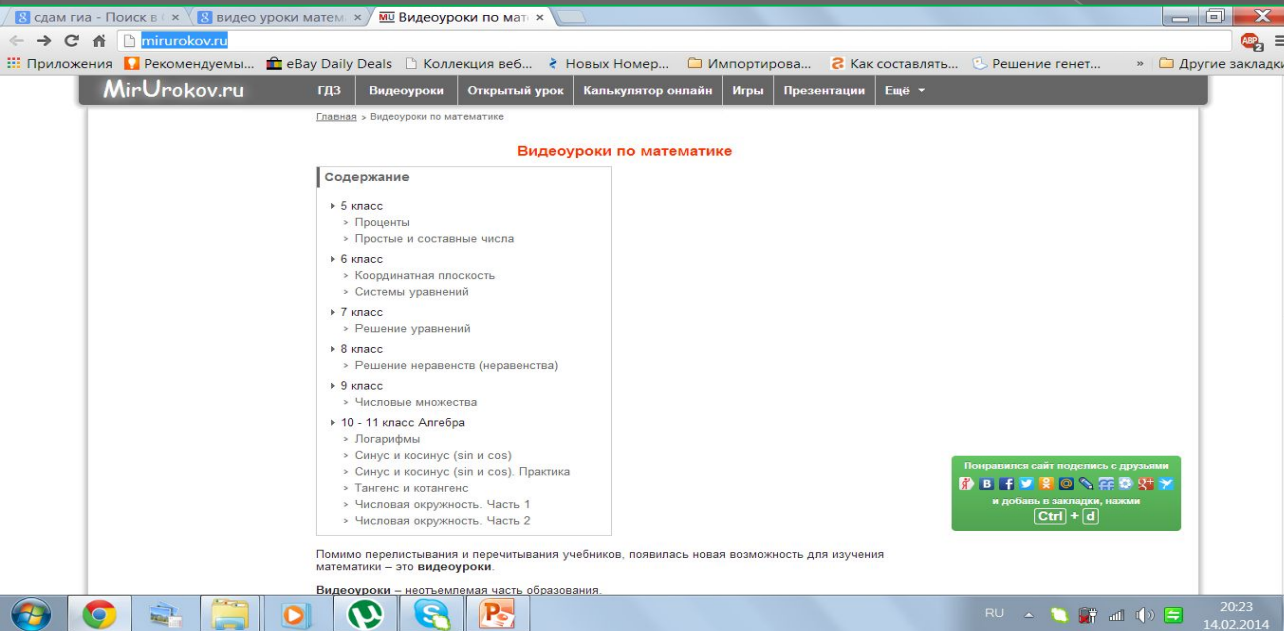 сдам гиа - Поиск в
видео уроки матем
Видеоуроки по мат
mirurokov.ru
Приложения Рекомендуемы... eBay Daily Deals Коллекция веб... Новых Номер... Импортирова... Как составлять... Решение генет... » Другие закладки
MirUrokov.ru ГДЗ Видеоуроки Открытый урок Калькулятор онлайн Игры Презентации Ещё
Главная > Видеоуроки по математике
Видеоуроки по математике
Содержание
5 класс
> Проценты
> Простые и составные числа
6 класс
> Координатная плоскость
> Системы уравнений
7 класс
> Решение уравнений
8 класс
> Решение неравенств (неравенства)
9 класс
> Числовые множества
10 - 11 класс Алгебра
> Логарифмы
> Синус и косинус (sin и cos)
> Синус и косинус (sin и cos). Практика
> Тангенс и котангенс
> Числовая окружность. Часть 1
> Числовая окружность. Часть 2
Понравился сайт поделись с друзьями
и добавь в закладки, нажми
Ctrl + d
Помимо перелистывания и перечитывания учебников, появилась новая возможность для изучения
математики – это видеоуроки.
Видеоуроки – неотъемлемая часть образования.
RU 20:23
14.02.2014